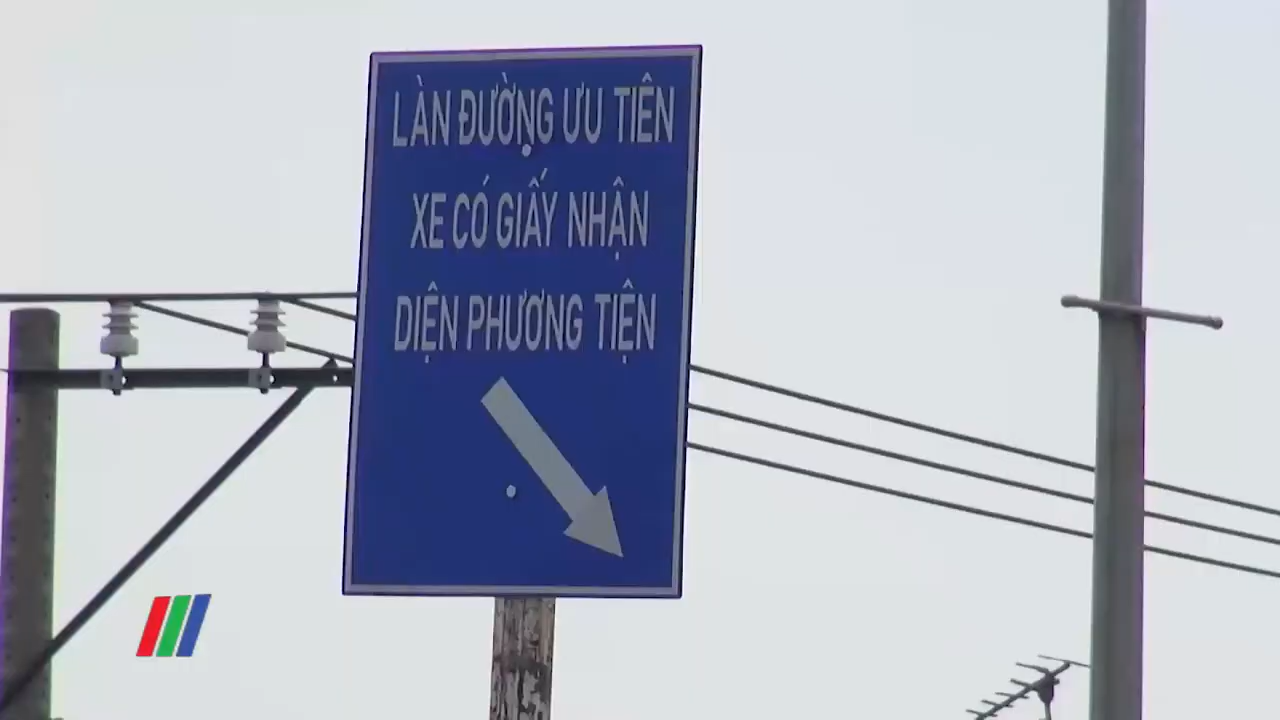 LÀN ĐƯỜNG ƯU TIÊN
XE CÓ GIẤY NHẬN
DIỆN PHƯƠNG TIỆN